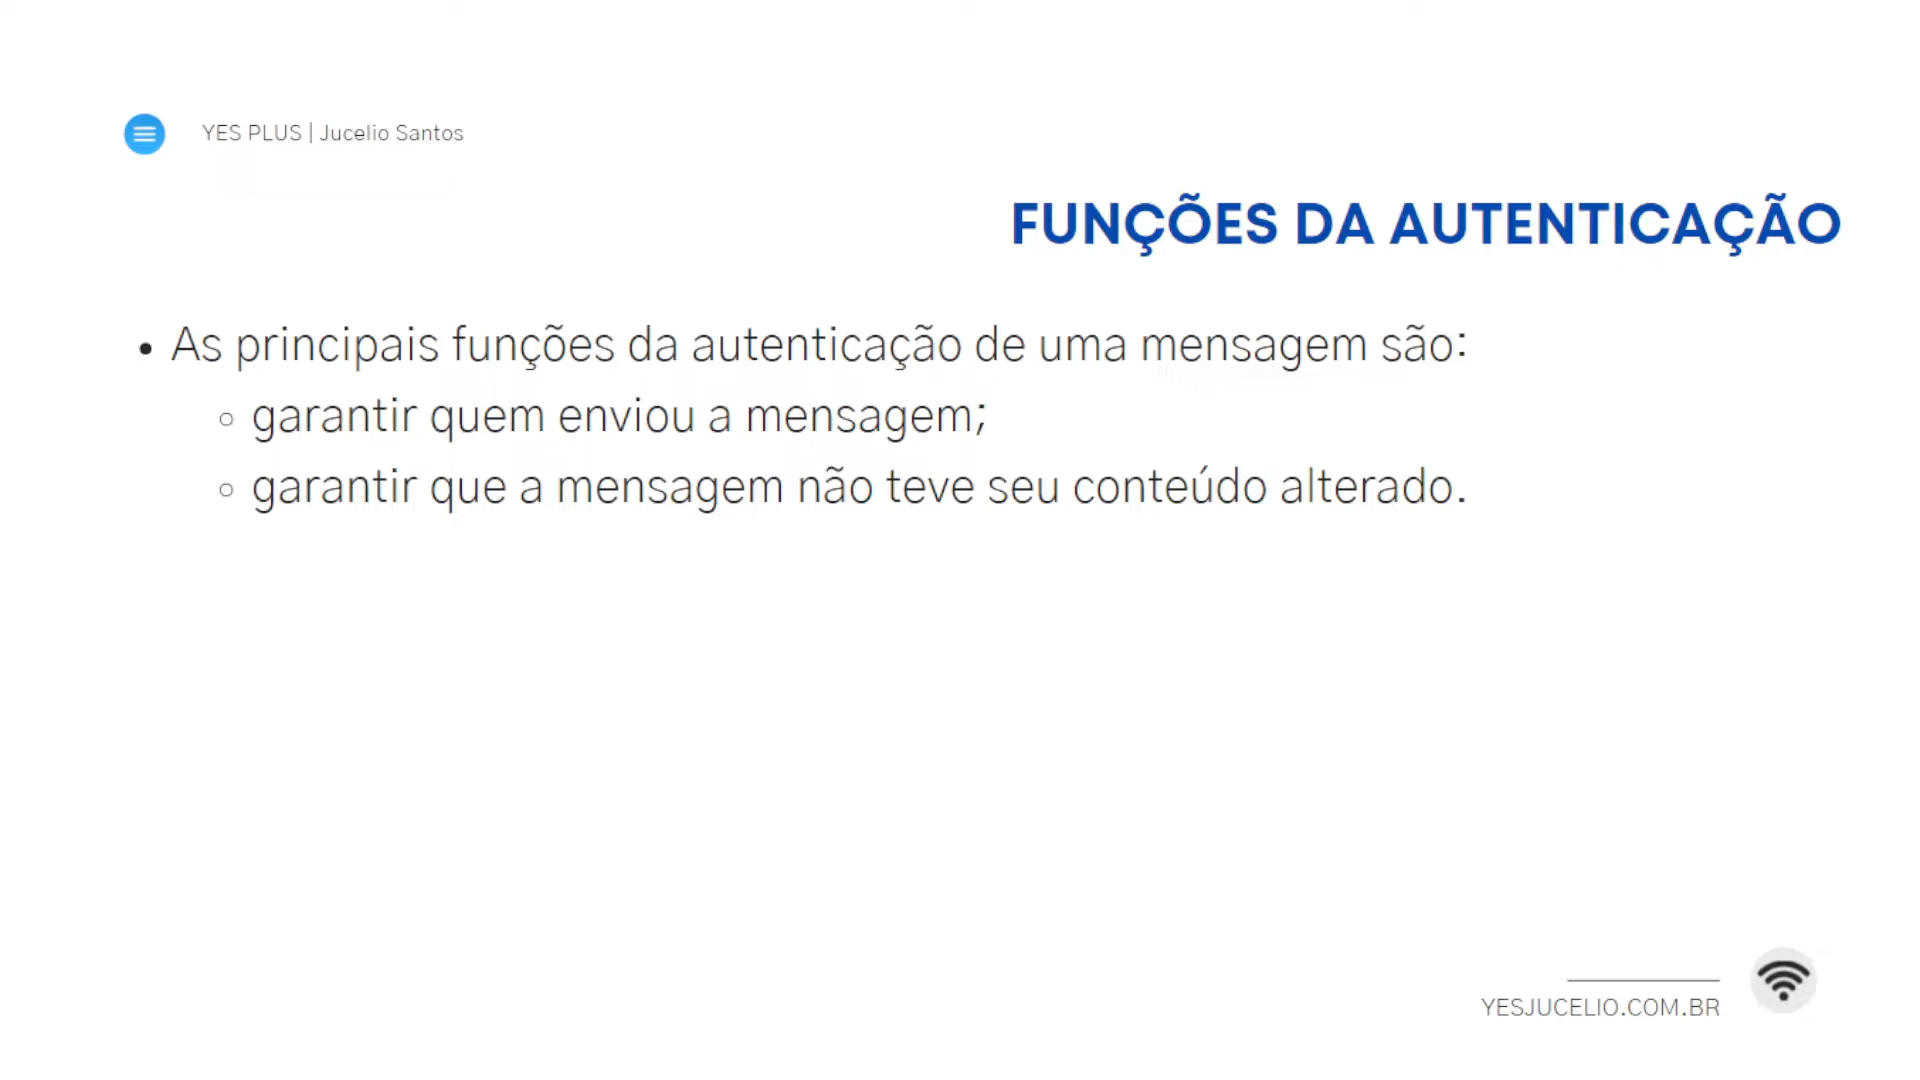 YES PLUS | Jucelio Santos
FUNÇÕES DA AUTENTICAÇÃO
• As principais funções da autenticação de uma mensagem são:
○ garantir quem enviou a mensagem;
○ garantir que a mensagem não teve seu conteúdo alterado.
YESJUCELIO.COM.BR